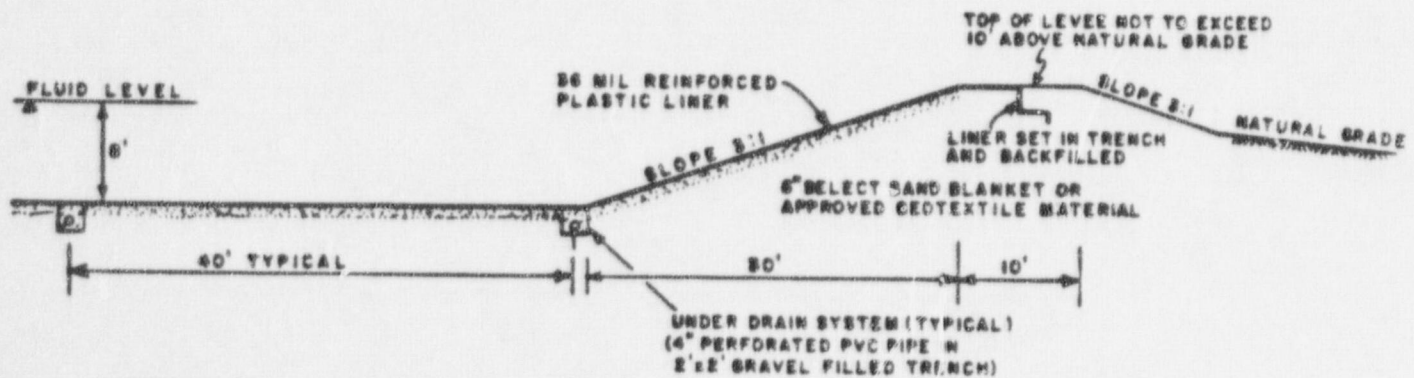 TOP OF LEVEE NOT TO EXCEED
10' ABOVE NATURAL GRADE
FLUID LEVEL
36 MIL REINFORCED
PLASTIC LINER
SLOPE 3:1
NATURAL GRADE
LINER SET IN TRENCH
AND BACKFILLED
SLOPE 3:1
6" SELECT SAND BLANKET OR
APPROVED GEOTEXTILE MATERIAL
40' TYPICAL
30'
10'
UNDER DRAIN SYSTEM (TYPICAL)
(4" PERFORATED PVC PIPE IN
2'x2' GRAVEL FILLED TRENCH)